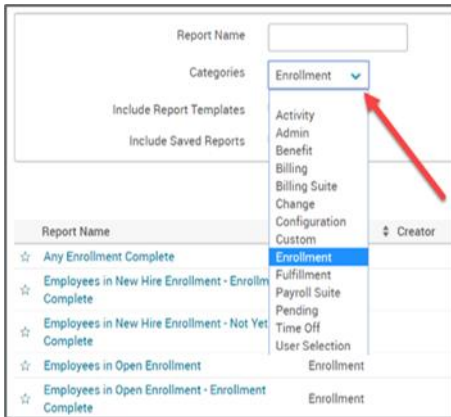 Report Name
Categories
Enrollment
Include Report Templates
Include Saved Reports
Activity
Admin
Benefit
Billing
Billing Suite
Change
Configuration
Custom
Enrollment
Fulfillment
Payroll Suite
Pending
Time Off
User Selection
Report Name
Creator
Any Enrollment Complete
Employees in New Hire Enrollment - Enrollm
Complete
Employees in New Hire Enrollment - Not Yet
Complete
Employees in Open Enrollment
Enrollment
Employees in Open Enrollment - Enrollment
Complete
Enrollment